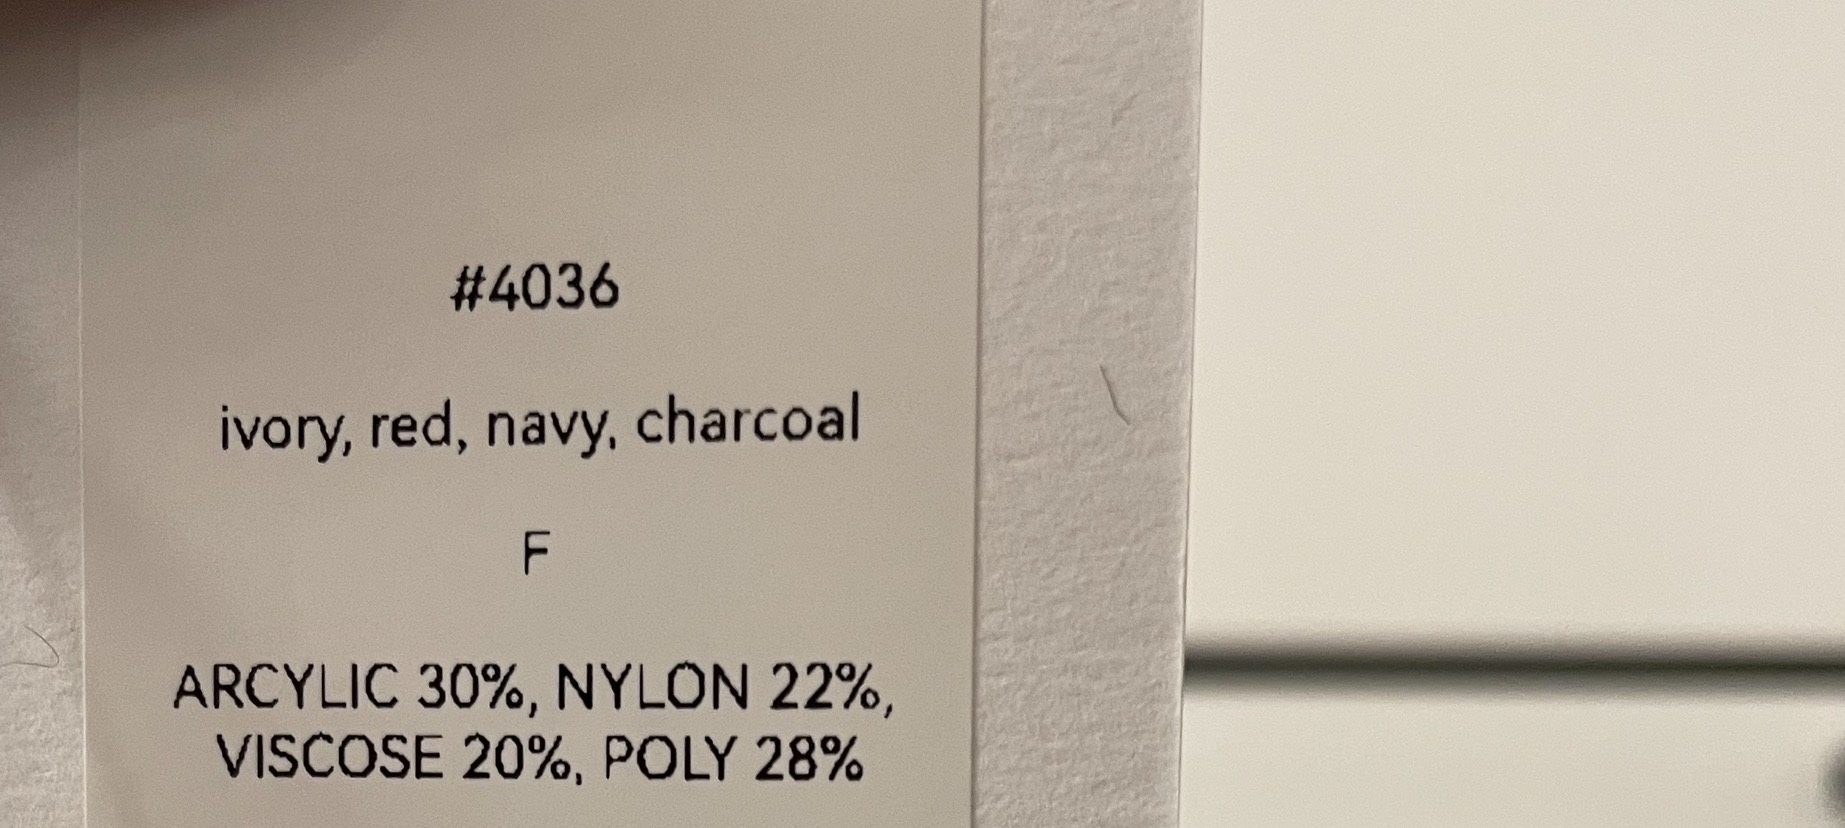 #4036
ivory, red, navy, charcoal
F
ARCYLIC 30%, NYLON 22%,
VISCOSE 20%, POLY 28%